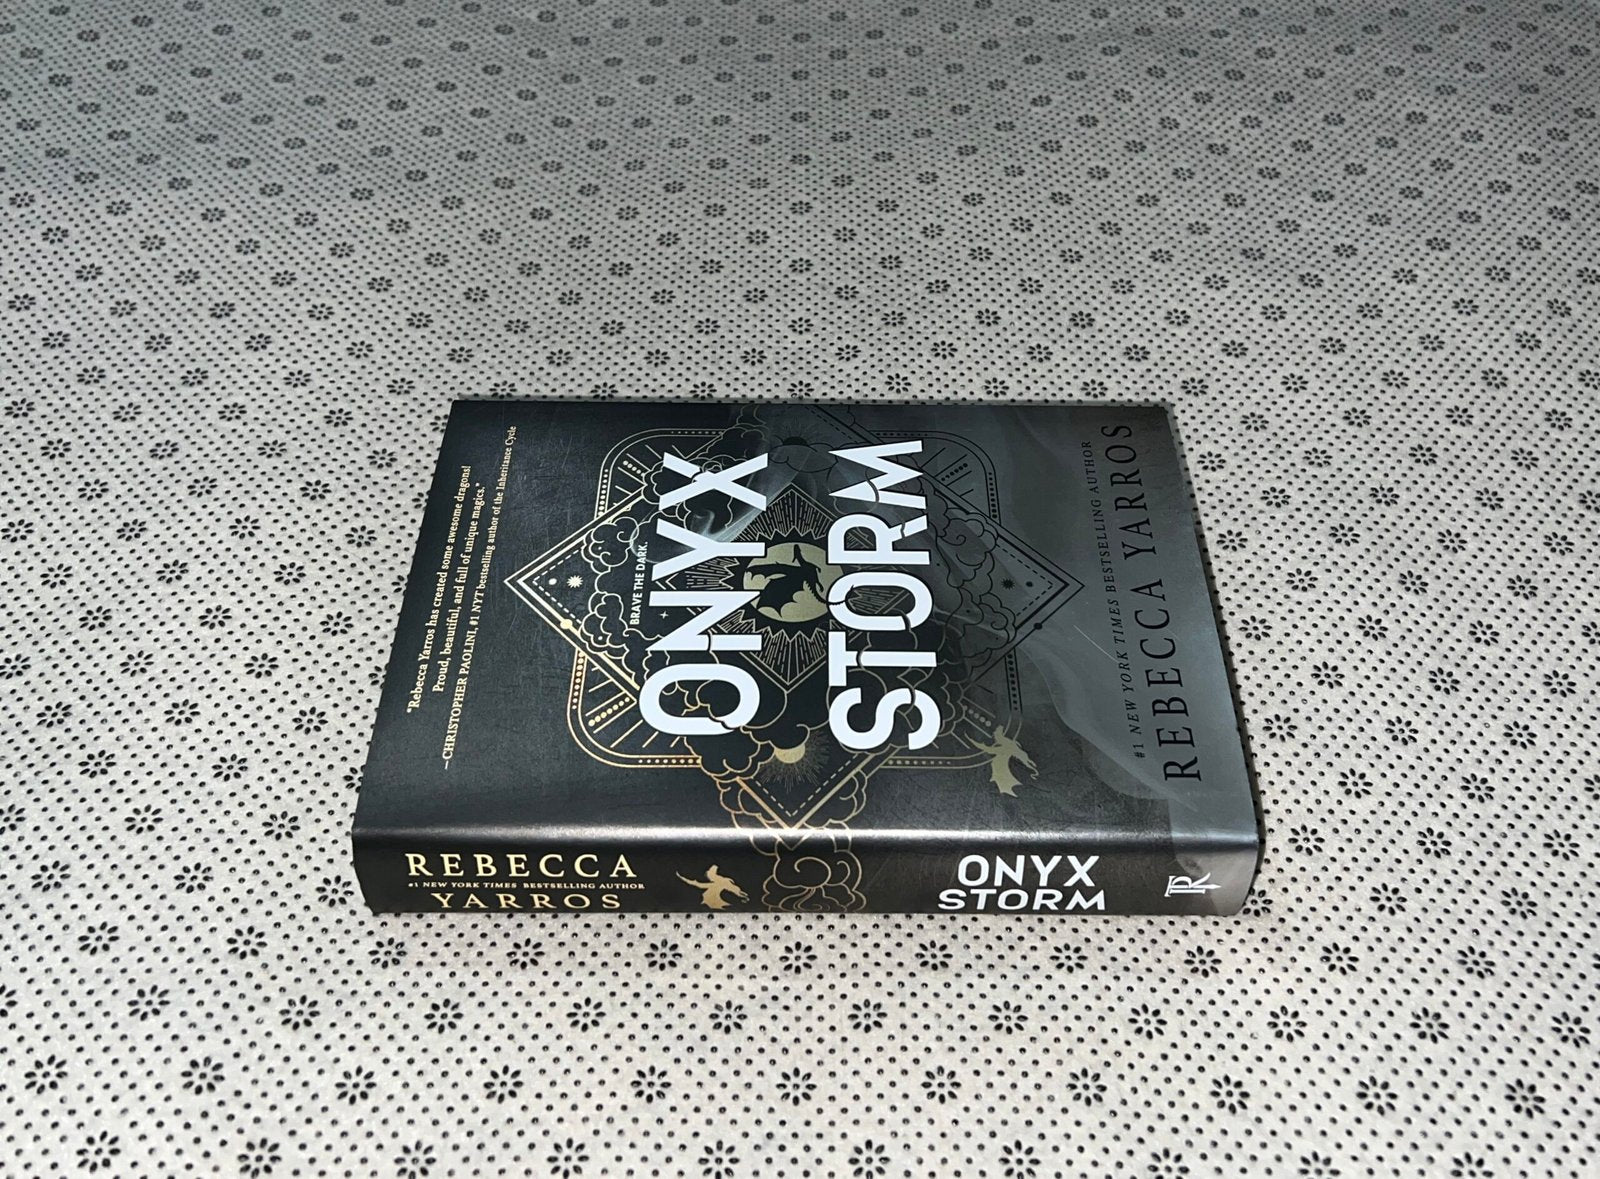 "Rebecca Yarros has created some awesome dragons!
Proud, beautiful, and full of unique magics."
—CHRISTOPHER PAOLINI, #1 NYT bestselling author of the Inheritance Cycle
BRAVE THE DARK.
ONYX
STORM
#1 NEW YORK TIMES BESTSELLING AUTHOR
REBECCA YARROS
REBECCA
#1 NEW YORK TIMES BESTSELLING AUTHOR
YARROS
ONYX
STORM